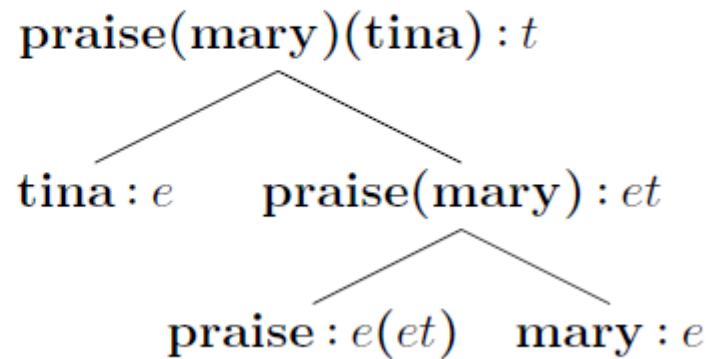 praise(mary)(tina) : t
tina : e praise(mary) : et
praise : e(et) mary : e